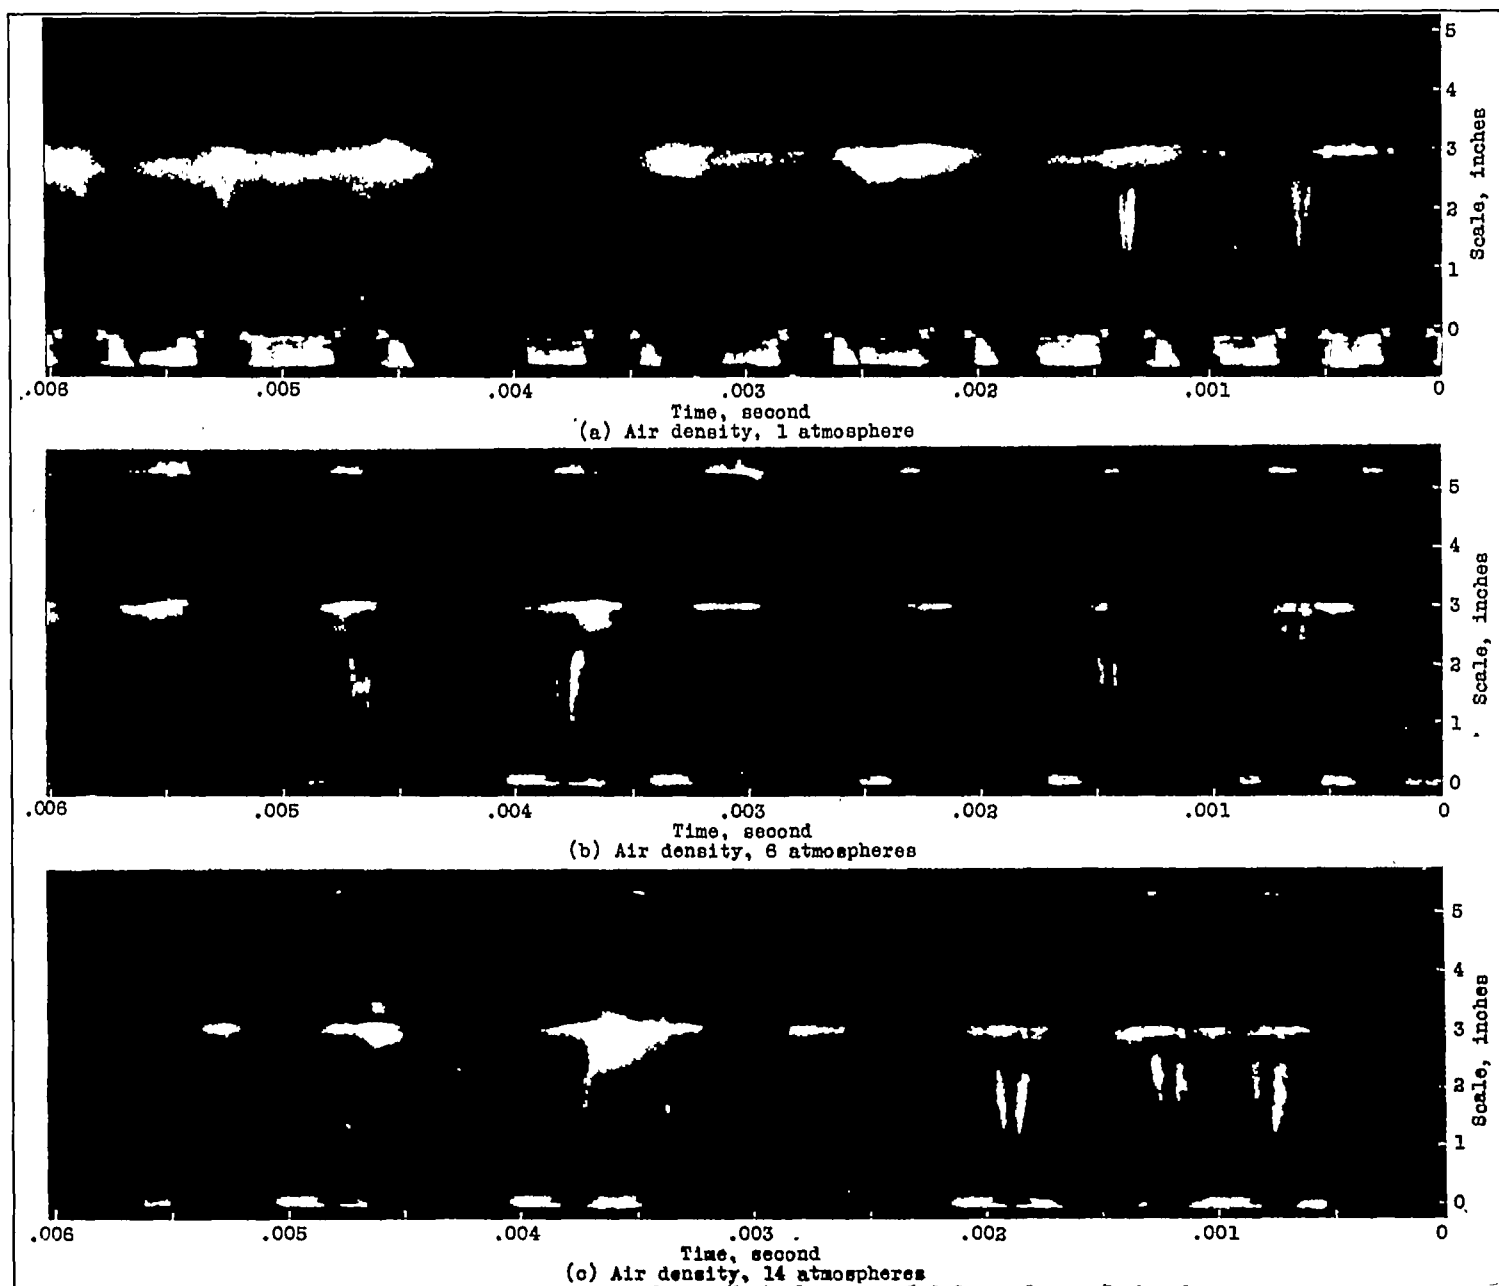 5
4
3
2
1
0
Scale, inches
.006 .005 .004 .003 .002 .001 0
Time, second
(a) Air density, 1 atmosphere
5
4
3
2
1
0
Scale, inches
.006 .005 .004 .003 .002 .001 0
Time, second
(b) Air density, 6 atmospheres
5
4
3
2
1
0
Scale, inches
.006 .005 .004 .003 .002 .001 0
Time, second
(c) Air density, 14 atmospheres